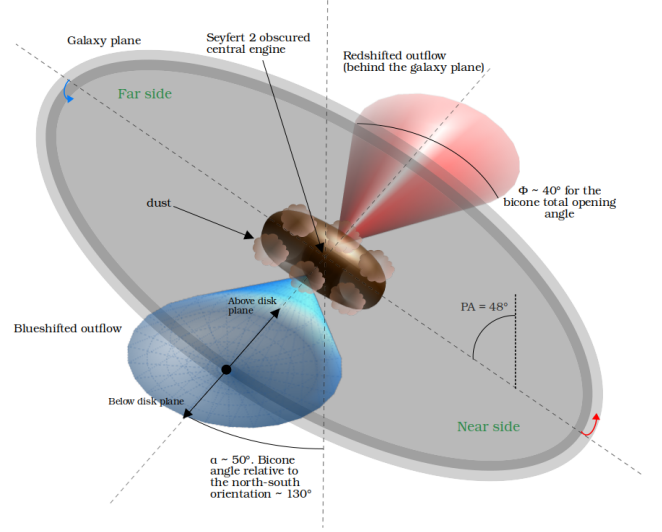 Galaxy plane
Seyfert 2 obscured
central engine
Redshifted outflow
(behind the galaxy plane)
Far side
Φ ~ 40° for the
bicone total opening
angle
dust
Above disk
plane
PA = 48°
Blueshifted outflow
Below disk plane
Near side
α ~ 50°. Bicone
angle relative to
the north-south
orientation ~ 130°